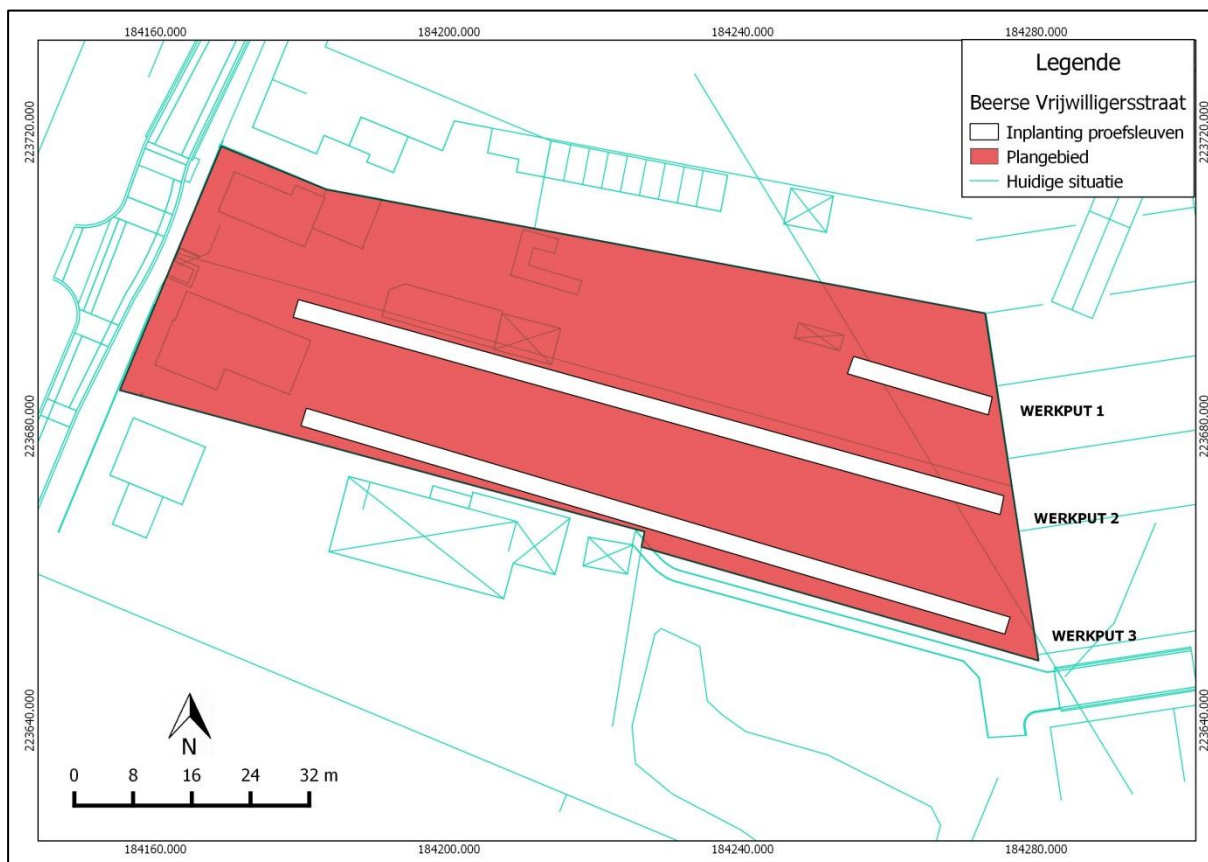 184160.000 184200.000 184240.000 184280.000
Legende
Beerse Vrijwilligersstraat
Inplanting proefsleuven
Plangebied
Huidige situatie
223720.000 223720.000
223680.000 223680.000
WERKPUT 1
WERKPUT 2
WERKPUT 3
223640.000 223640.000
N
0 8 16 24 32 m
184160.000 184200.000 184240.000 184280.000